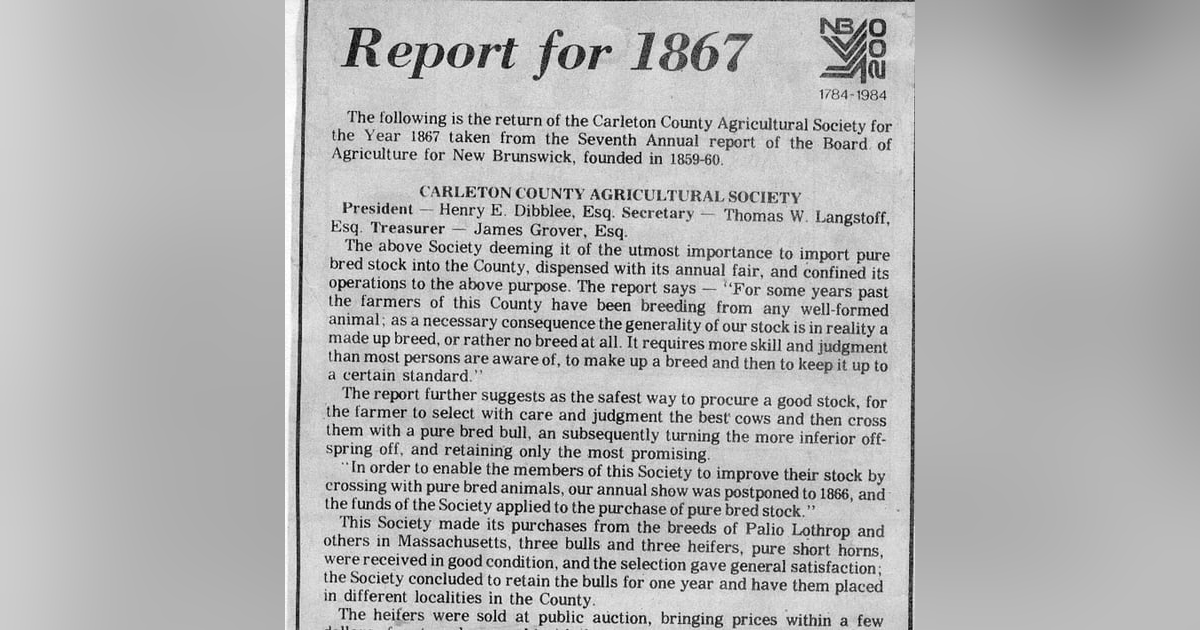 Report for 1867
NB 200
1784-1984
The following is the return of the Carleton County Agricultural Society for
the Year 1867 taken from the Seventh Annual report of the Board of
Agriculture for New Brunswick, founded in 1859-60.
CARLETON COUNTY AGRICULTURAL SOCIETY
President — Henry E. Dibblee, Esq. Secretary — Thomas W. Langstoff,
Esq. Treasurer — James Grover, Esq.
The above Society deeming it of the utmost importance to import pure
bred stock into the County, dispensed with its annual fair, and confined its
operations to the above purpose. The report says — "For some years past
the farmers of this County have been breeding from any well-formed
animal; as a necessary consequence the generality of our stock is in reality a
made up breed, or rather no breed at all. It requires more skill and judgment
than most persons are aware of, to make up a breed and then to keep it up to
a certain standard."
The report further suggests as the safest way to procure a good stock, for
the farmer to select with care and judgment the best cows and then cross
them with a pure bred bull, an subsequently turning the more inferior off-
spring off, and retaining only the most promising.
"In order to enable the members of this Society to improve their stock by
crossing with pure bred animals, our annual show was postponed to 1866, and
the funds of the Society applied to the purchase of pure bred stock."
This Society made its purchases from the breeds of Palio Lothrop and
others in Massachusetts, three bulls and three heifers, pure short horns,
were received in good condition, and the selection gave general satisfaction;
the Society concluded to retain the bulls for one year and have them placed
in different localities in the County.
The heifers were sold at public auction, bringing prices within a few